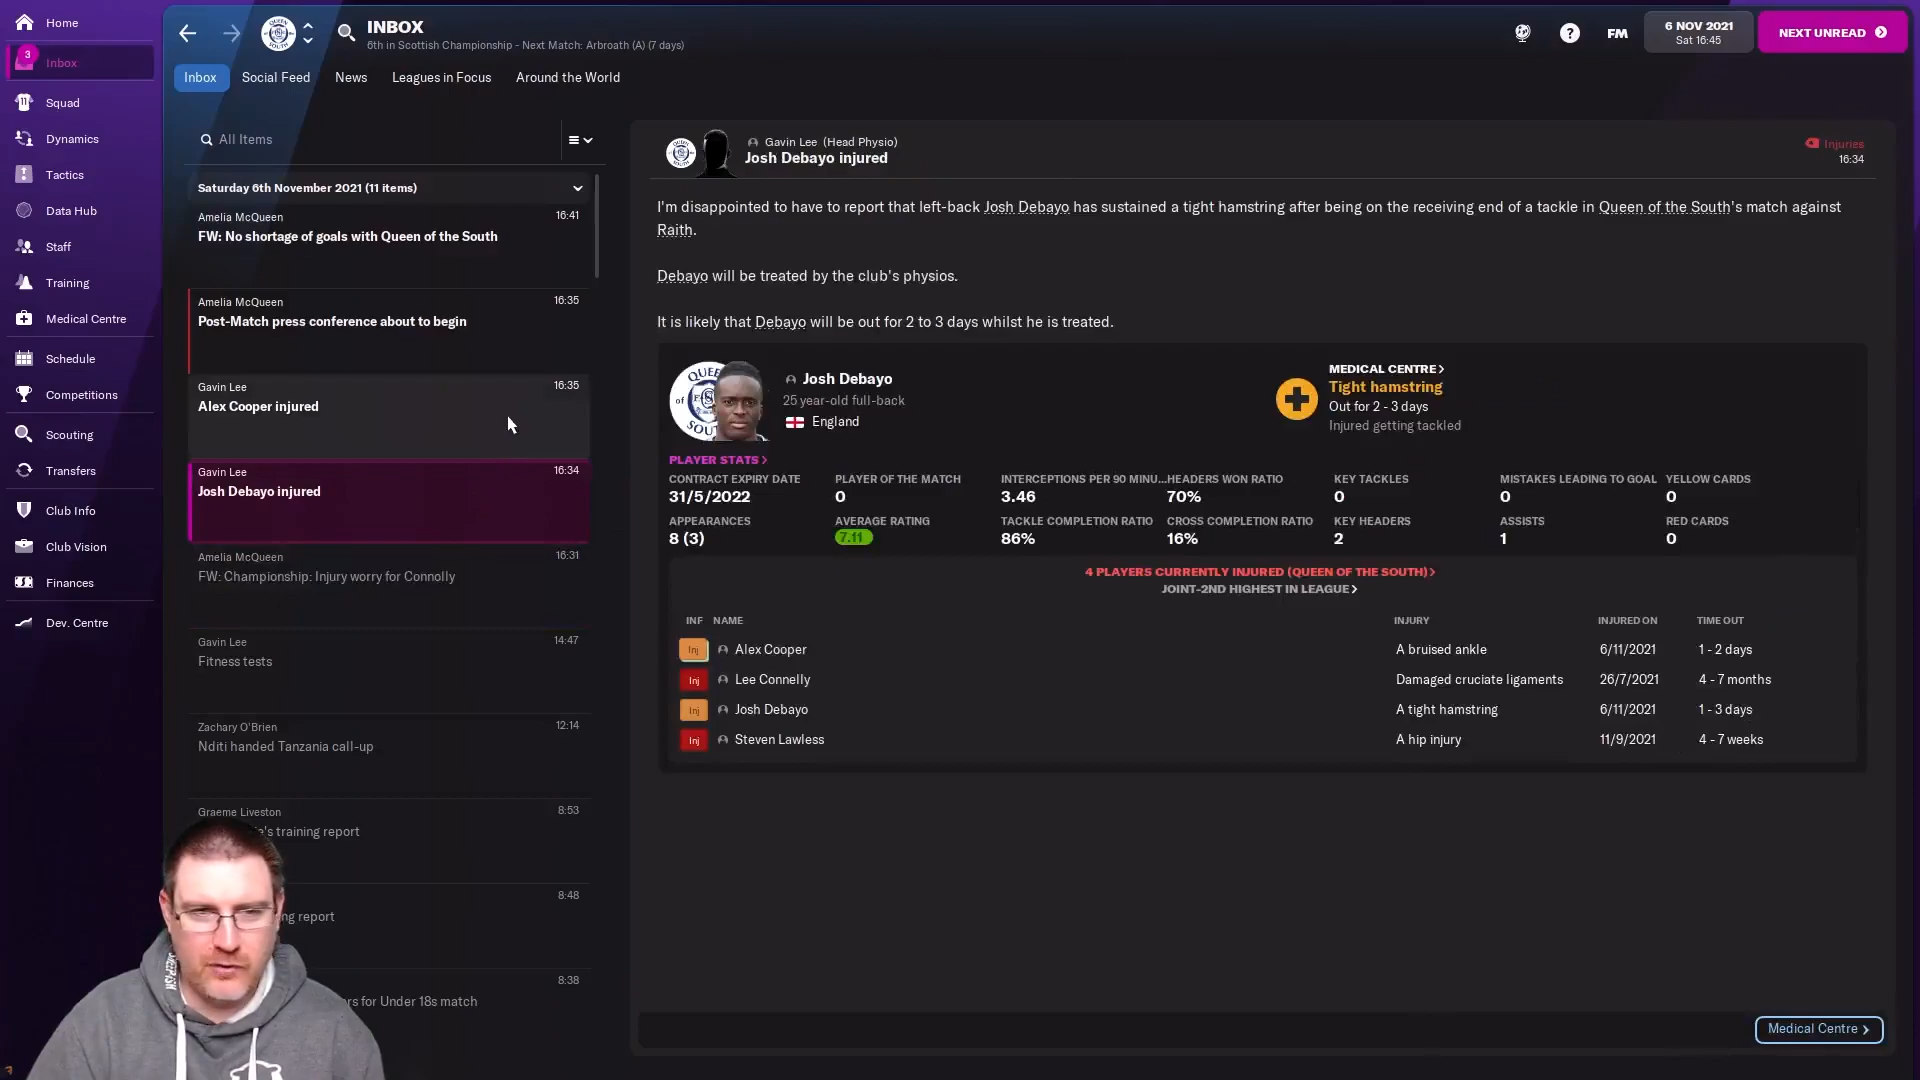 Home
3
Inbox
Squad
Dynamics
Tactics
Data Hub
Staff
Training
Medical Centre
Schedule
Competitions
Scouting
Transfers
Club Info
Club Vision
Finances
Dev. Centre
INBOX
6th in Scottish Championship - Next Match: Arbroath (A) (7 days)
?
FM
6 NOV 2021
Sat 16:45
NEXT UNREAD
Inbox
Social Feed
News
Leagues in Focus
Around the World
All Items
Saturday 6th November 2021 (11 items)
Amelia McQueen 16:41
FW: No shortage of goals with Queen of the South
Amelia McQueen 16:35
Post-Match press conference about to begin
Gavin Lee 16:35
Alex Cooper injured
Gavin Lee 16:34
Josh Debayo injured
Amelia McQueen 16:31
FW: Championship: Injury worry for Connolly
Gavin Lee 14:47
Fitness tests
Zachary O'Brien 12:14
Nditi handed Tanzania call-up
Graeme Liveston 8:53
's training report
8:48
ng report
8:38
rs for Under 18s match
Gavin Lee (Head Physio)
Josh Debayo injured
Injuries
16:34
I'm disappointed to have to report that left-back Josh Debayo has sustained a tight hamstring after being on the receiving end of a tackle in Queen of the South's match against
Raith.
Debayo will be treated by the club's physios.
It is likely that Debayo will be out for 2 to 3 days whilst he is treated.
Josh Debayo
25 year-old full-back
England
MEDICAL CENTRE >
Tight hamstring
Out for 2 - 3 days
Injured getting tackled
PLAYER STATS >
CONTRACT EXPIRY DATE PLAYER OF THE MATCH INTERCEPTIONS PER 90 MINU... HEADERS WON RATIO KEY TACKLES MISTAKES LEADING TO GOAL YELLOW CARDS
31/5/2022 0 3.46 70% 0 0 0
APPEARANCES AVERAGE RATING TACKLE COMPLETION RATIO CROSS COMPLETION RATIO KEY HEADERS ASSISTS RED CARDS
8 (3) 7.11 86% 16% 2 1 0
4 PLAYERS CURRENTLY INJURED (QUEEN OF THE SOUTH) >
JOINT-2ND HIGHEST IN LEAGUE >
INF NAME INJURY INJURED ON TIME OUT
Inj Alex Cooper A bruised ankle 6/11/2021 1 - 2 days
Inj Lee Connelly Damaged cruciate ligaments 26/7/2021 4 - 7 months
Inj Josh Debayo A tight hamstring 6/11/2021 1 - 3 days
Inj Steven Lawless A hip injury 11/9/2021 4 - 7 weeks
Medical Centre >